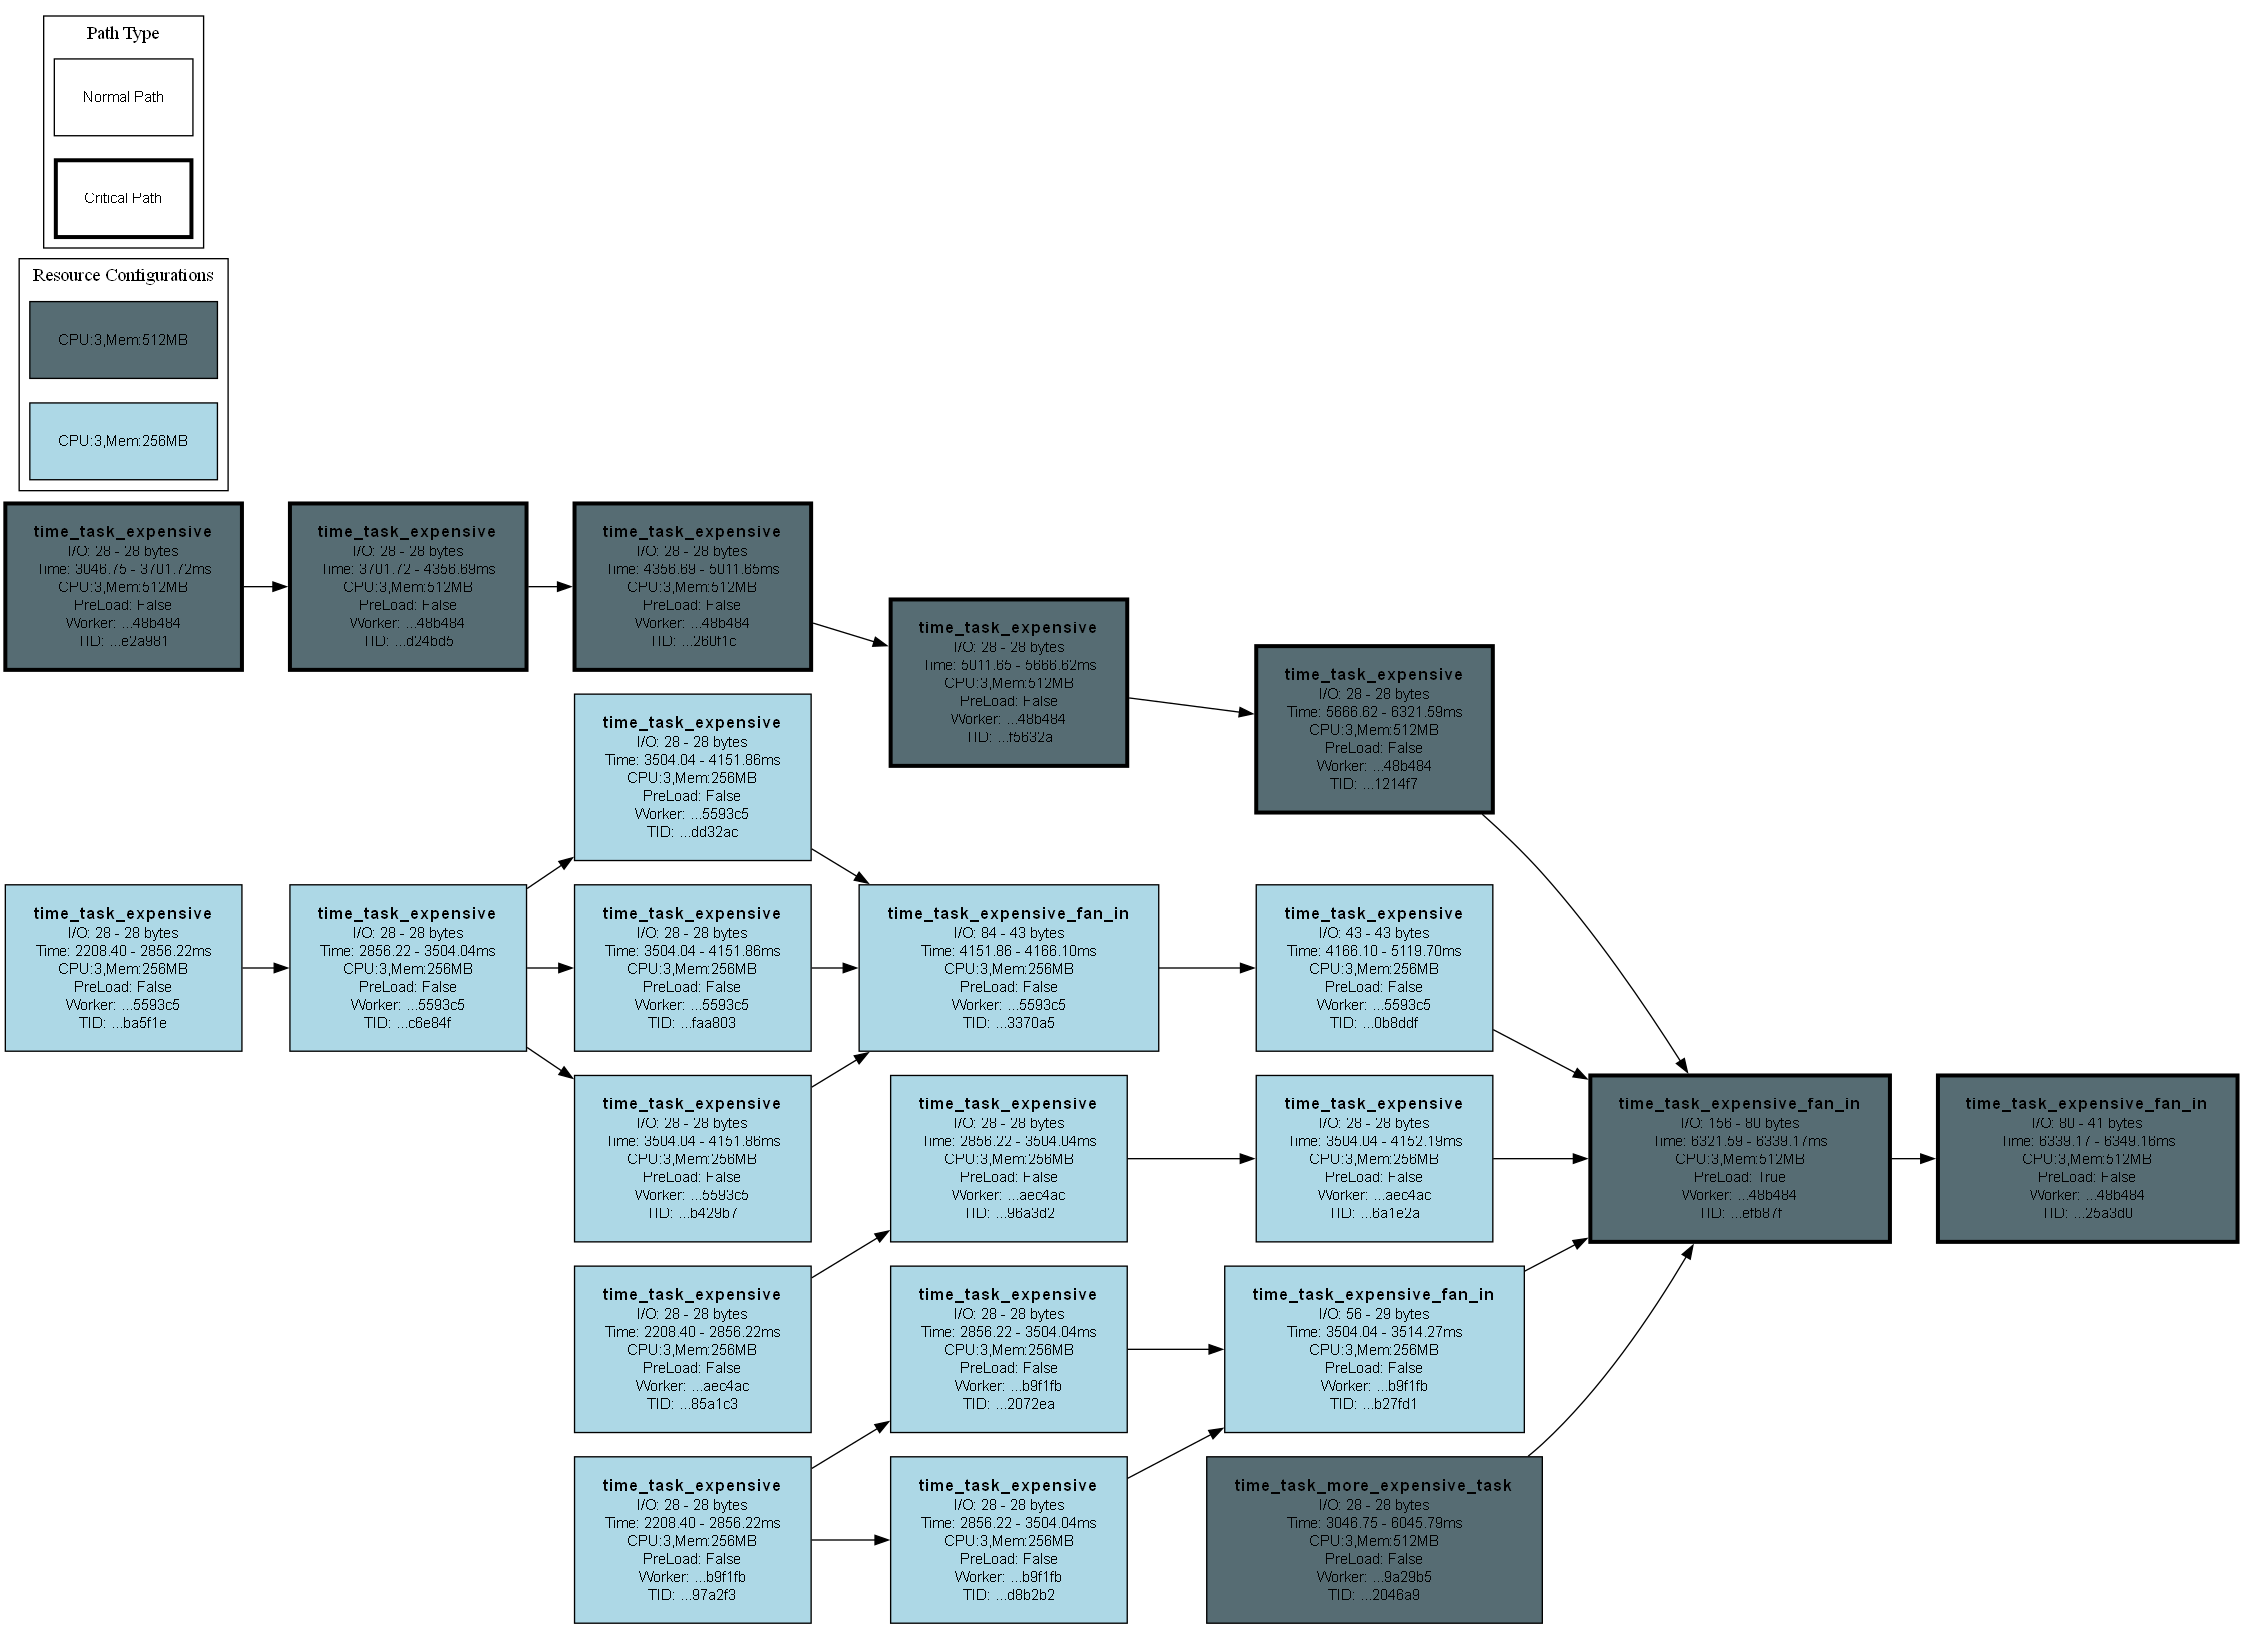 Path Type
Normal Path
Critical Path
Resource Configurations
CPU:3,Mem:512MB
CPU:3,Mem:256MB
time_task_expensive
I/O: 28 - 28 bytes
Time: 3046.75 - 3701.72ms
CPU:3,Mem:512MB
PreLoad: False
Worker: ...48b484
TID: ...e2a981
time_task_expensive
I/O: 28 - 28 bytes
Time: 3701.72 - 4356.69ms
CPU:3,Mem:512MB
PreLoad: False
Worker: ...48b484
TID: ...d24bd5
time_task_expensive
I/O: 28 - 28 bytes
Time: 4356.69 - 5011.65ms
CPU:3,Mem:512MB
PreLoad: False
Worker: ...48b484
TID: ...260f1c
time_task_expensive
I/O: 28 - 28 bytes
Time: 5011.65 - 5666.62ms
CPU:3,Mem:512MB
PreLoad: False
Worker: ...48b484
TID: ...f5632a
time_task_expensive
I/O: 28 - 28 bytes
Time: 5666.62 - 6321.59ms
CPU:3,Mem:512MB
PreLoad: False
Worker: ...48b484
TID: ...1214f7
time_task_expensive
I/O: 28 - 28 bytes
Time: 3504.04 - 4151.86ms
CPU:3,Mem:256MB
PreLoad: False
Worker: ...5593c5
TID: ...dd32ac
time_task_expensive
I/O: 28 - 28 bytes
Time: 2208.40 - 2856.22ms
CPU:3,Mem:256MB
PreLoad: False
Worker: ...5593c5
TID: ...ba5f1e
time_task_expensive
I/O: 28 - 28 bytes
Time: 2856.22 - 3504.04ms
CPU:3,Mem:256MB
PreLoad: False
Worker: ...5593c5
TID: ...c6e84f
time_task_expensive
I/O: 28 - 28 bytes
Time: 3504.04 - 4151.86ms
CPU:3,Mem:256MB
PreLoad: False
Worker: ...5593c5
TID: ...faa803
time_task_expensive_fan_in
I/O: 84 - 43 bytes
Time: 4151.86 - 4166.10ms
CPU:3,Mem:256MB
PreLoad: False
Worker: ...5593c5
TID: ...3370a5
time_task_expensive
I/O: 43 - 43 bytes
Time: 4166.10 - 5119.70ms
CPU:3,Mem:256MB
PreLoad: False
Worker: ...5593c5
TID: ...0b8ddf
time_task_expensive
I/O: 28 - 28 bytes
Time: 3504.04 - 4151.86ms
CPU:3,Mem:256MB
PreLoad: False
Worker: ...5593c5
TID: ...b429b7
time_task_expensive
I/O: 28 - 28 bytes
Time: 2856.22 - 3504.04ms
CPU:3,Mem:256MB
PreLoad: False
Worker: ...aec4ac
TID: ...96a3d2
time_task_expensive
I/O: 28 - 28 bytes
Time: 3504.04 - 4152.19ms
CPU:3,Mem:256MB
PreLoad: False
Worker: ...aec4ac
TID: ...6a1e2a
time_task_expensive_fan_in
I/O: 156 - 80 bytes
Time: 6321.59 - 6339.17ms
CPU:3,Mem:512MB
PreLoad: True
Worker: ...48b484
TID: ...efb87f
time_task_expensive_fan_in
I/O: 80 - 41 bytes
Time: 6339.17 - 6349.16ms
CPU:3,Mem:512MB
PreLoad: False
Worker: ...48b484
TID: ...25a3d0
time_task_expensive
I/O: 28 - 28 bytes
Time: 2208.40 - 2856.22ms
CPU:3,Mem:256MB
PreLoad: False
Worker: ...aec4ac
TID: ...85a1c3
time_task_expensive
I/O: 28 - 28 bytes
Time: 2856.22 - 3504.04ms
CPU:3,Mem:256MB
PreLoad: False
Worker: ...b9f1fb
TID: ...2072ea
time_task_expensive_fan_in
I/O: 56 - 29 bytes
Time: 3504.04 - 3514.27ms
CPU:3,Mem:256MB
PreLoad: False
Worker: ...b9f1fb
TID: ...b27fd1
time_task_expensive
I/O: 28 - 28 bytes
Time: 2208.40 - 2856.22ms
CPU:3,Mem:256MB
PreLoad: False
Worker: ...b9f1fb
TID: ...97a2f3
time_task_expensive
I/O: 28 - 28 bytes
Time: 2856.22 - 3504.04ms
CPU:3,Mem:256MB
PreLoad: False
Worker: ...b9f1fb
TID: ...d8b2b2
time_task_more_expensive_task
I/O: 28 - 28 bytes
Time: 3046.75 - 6045.79ms
CPU:3,Mem:512MB
PreLoad: False
Worker: ...9a29b5
TID: ...2046a9